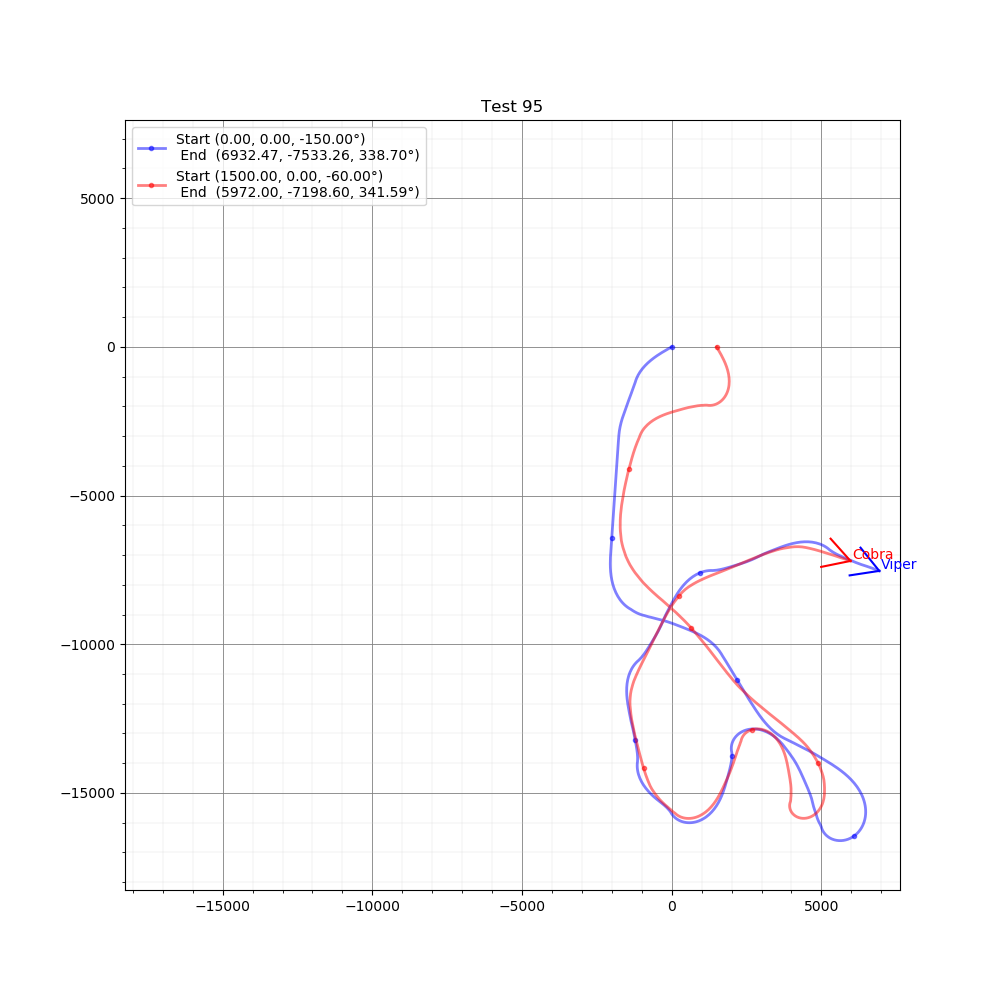 Test 95
Start (0.00, 0.00, -150.00°)
End  (6932.47, -7533.26, 338.70°)
Start (1500.00, 0.00, -60.00°)
End  (5972.00, -7198.60, 341.59°)
5000
0
−5000
−10000
−15000
Cobra
Viper
−15000 −10000 −5000 0 5000